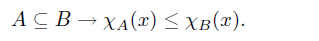 A ⊆ B → χ_A(x) ≤ χ_B(x).